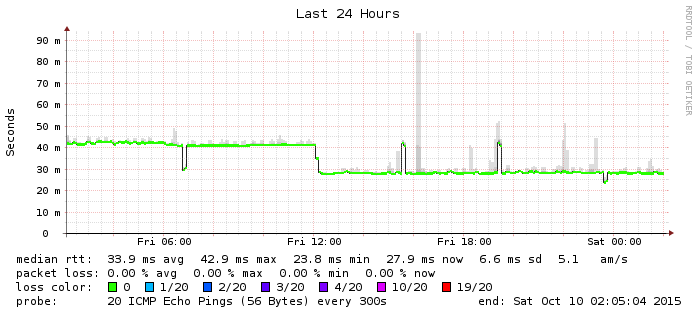 Last 24 Hours
RRDTOOL / TOBI OETIKER
Seconds
90 m
80 m
70 m
60 m
50 m
40 m
30 m
20 m
10 m
0
Fri 06:00 Fri 12:00 Fri 18:00 Sat 00:00
median rtt: 33.9 ms avg 42.9 ms max 23.8 ms min 27.9 ms now 6.6 ms sd 5.1 am/s
packet loss: 0.00 % avg 0.00 % max 0.00 % min 0.00 % now
loss color: 0 1/20 2/20 3/20 4/20 10/20 19/20
probe: 20 ICMP Echo Pings (56 Bytes) every 300s end: Sat Oct 10 02:05:04 2015